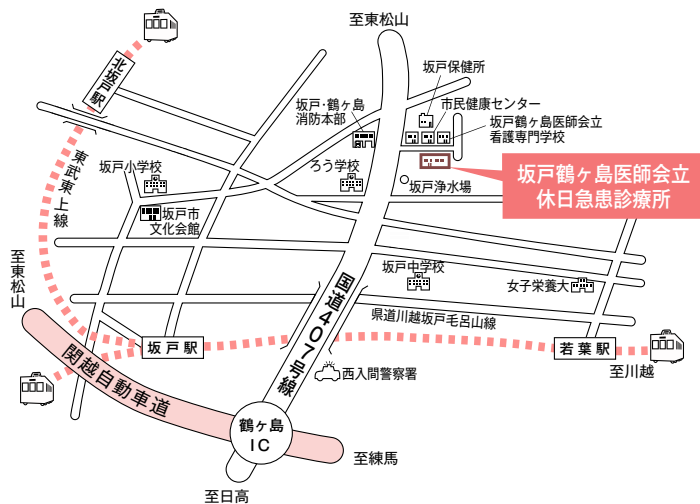 至東松山
北坂戸駅
坂戸保健所
市民健康センター
坂戸・鶴ヶ島
消防本部
坂戸鶴ヶ島医師会立
看護専門学校
東武東上線
坂戸小学校
ろう学校
坂戸浄水場
坂戸鶴ヶ島医師会立
休日急患診療所
坂戸市
文化会館
至東松山
国道407号線
坂戸中学校
女子栄養大
県道川越坂戸毛呂山線
坂戸駅
若葉駅
至川越
関越自動車道
西入間警察署
鶴ヶ島
IC
至練馬
至日高